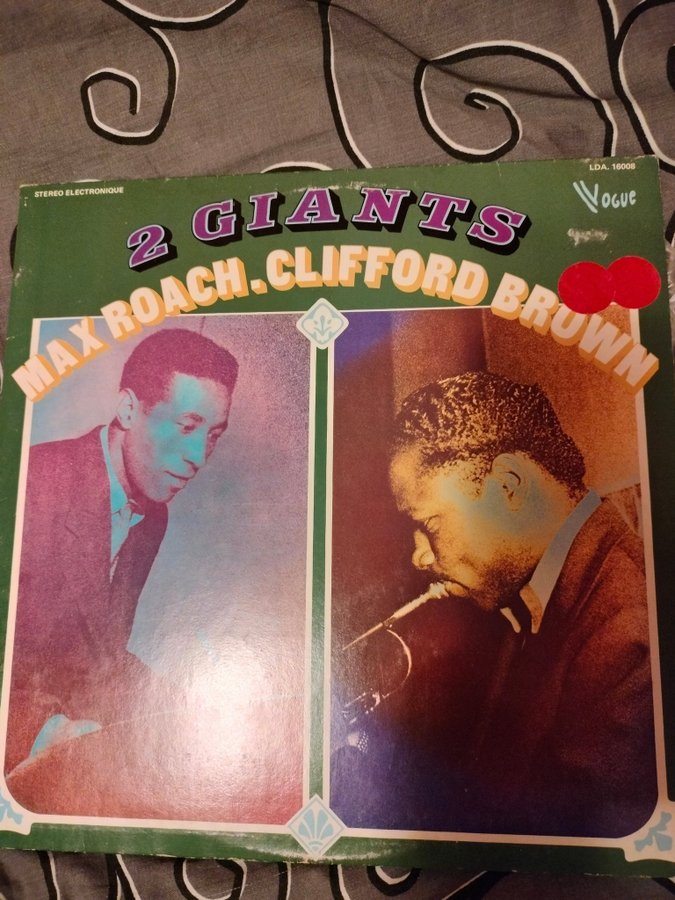 STEREO ELECTRONIQUE
LDA. 16008
VOGUE
2 GIANTS
MAX ROACH. CLIFFORD BROWN